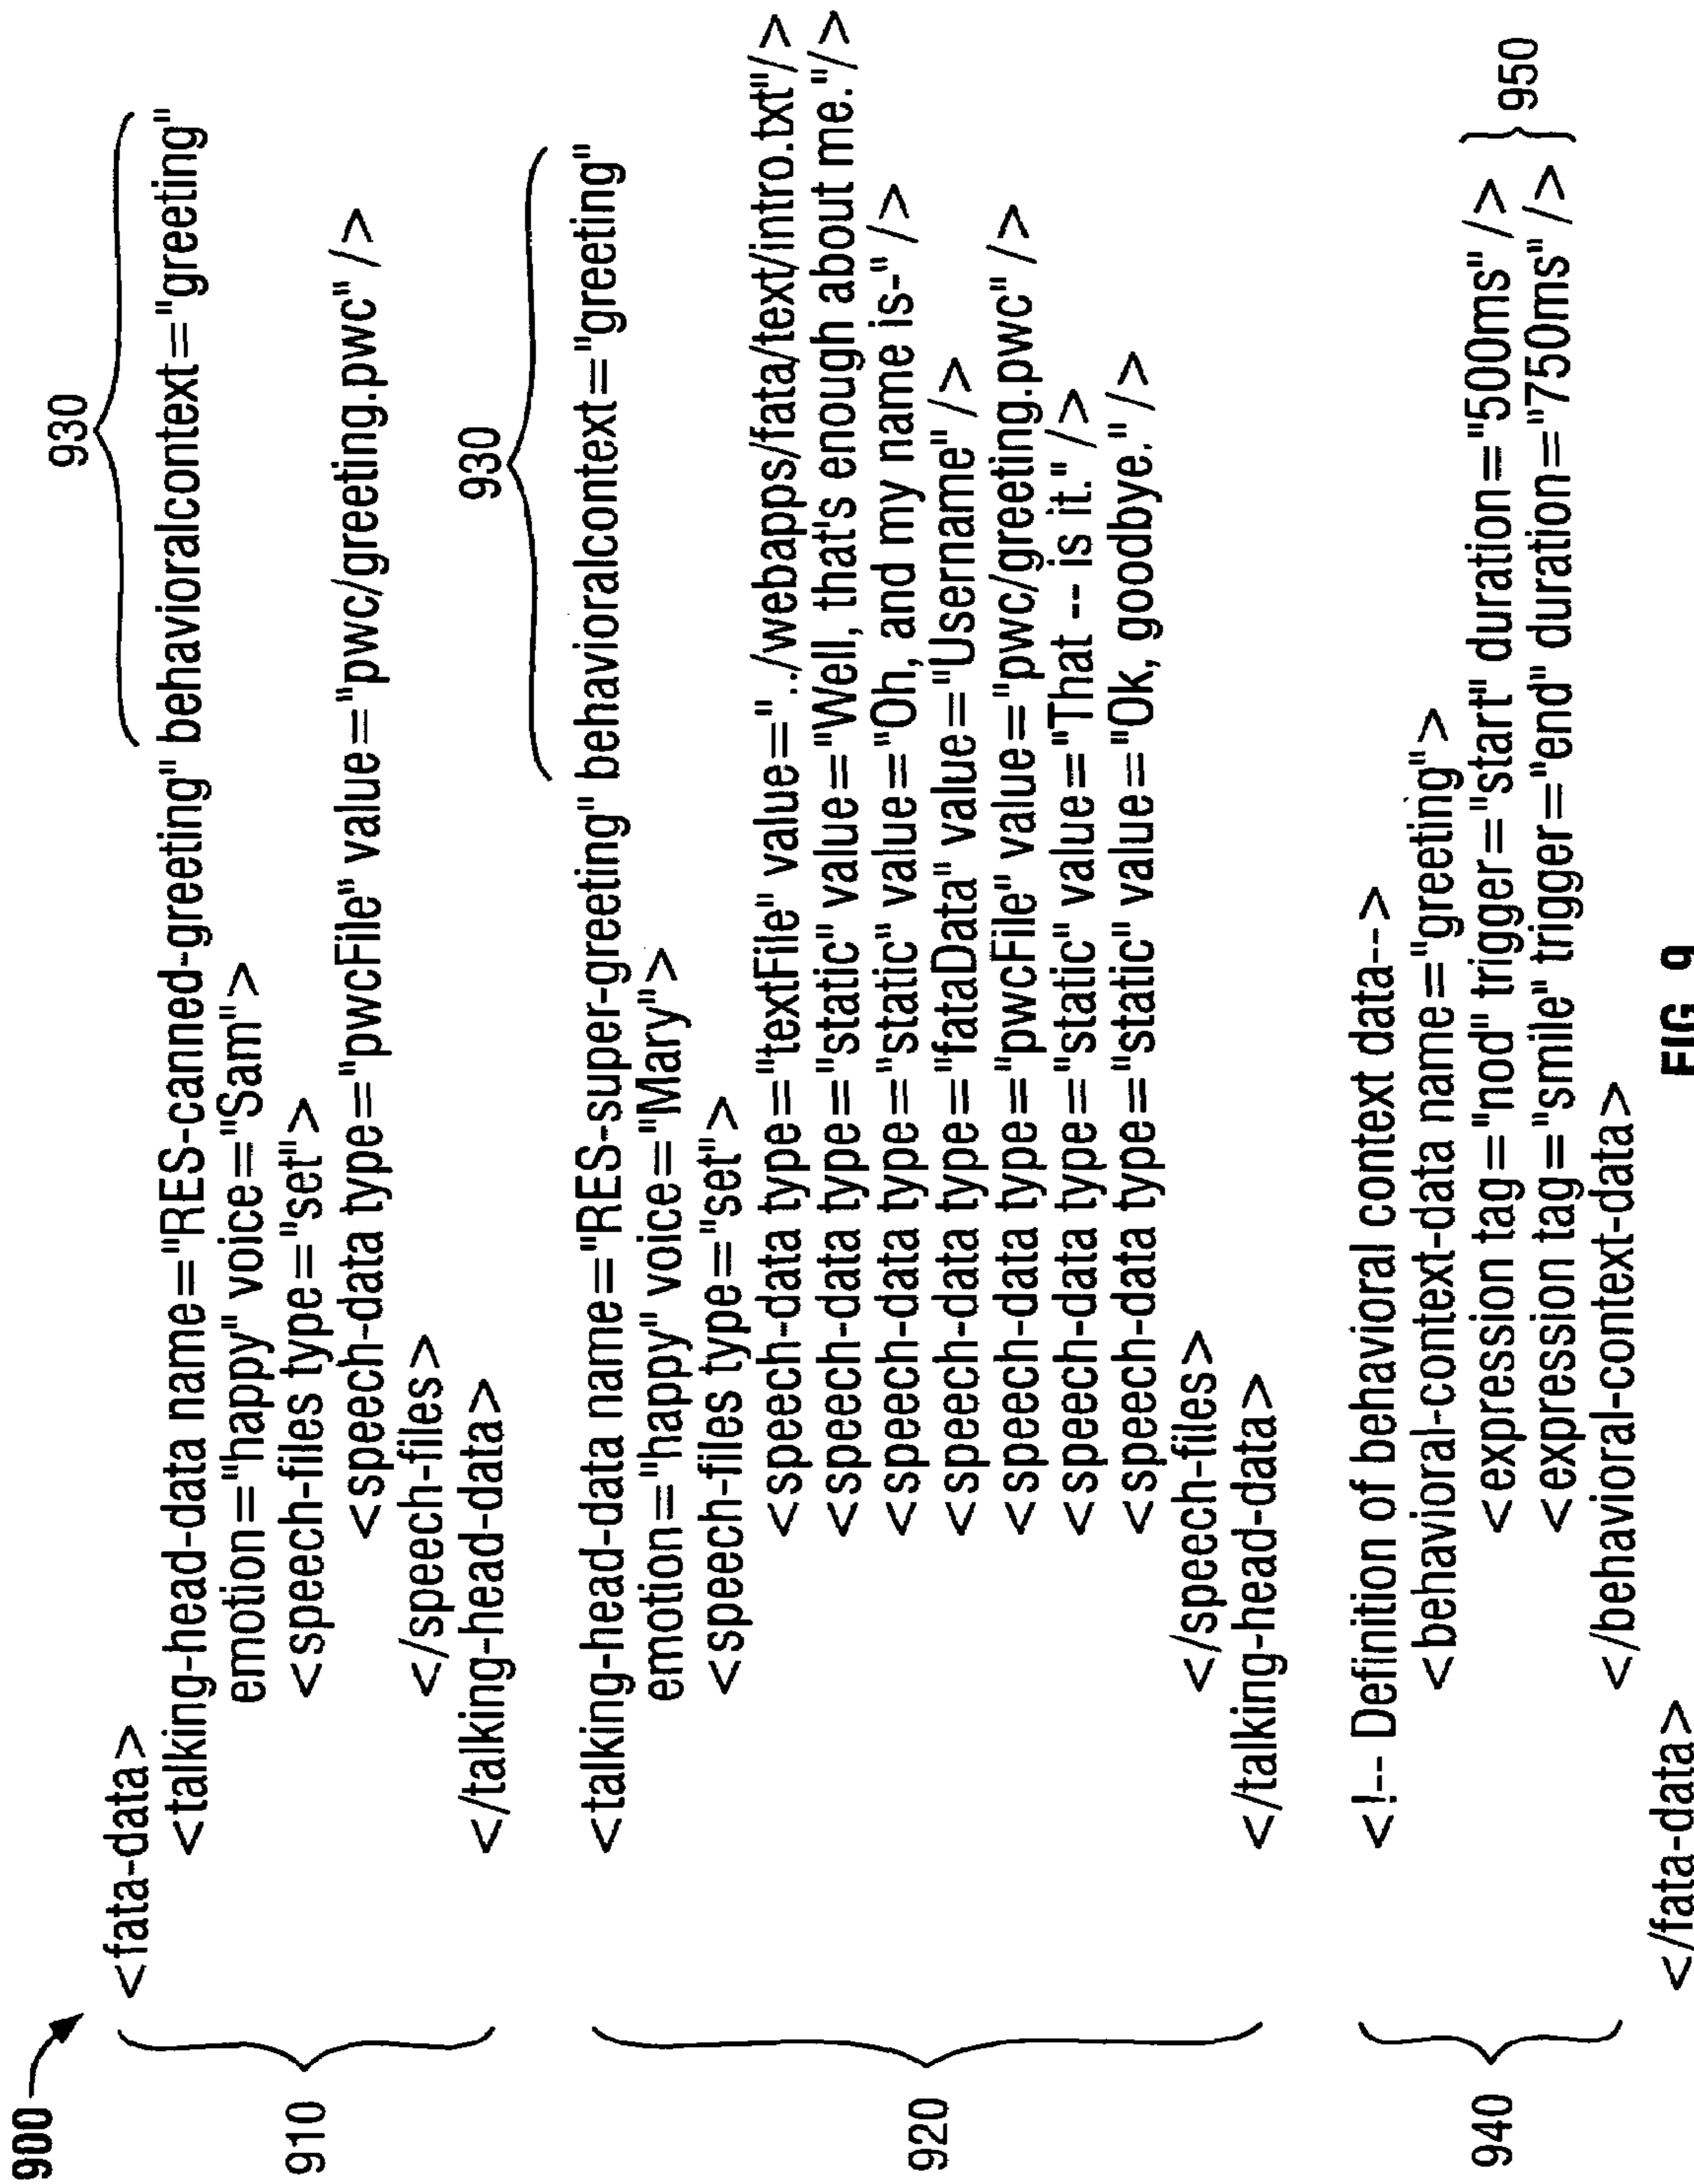 900
<fata-data>
930
<talking-head-data name="RES-canned-greeting" behavioralcontext="greeting"
emotion="happy" voice="Sam">
<speech-files type="set">
910
<speech-data type="pwcFile" value="pwc/greeting.pwc" />
</speech-files>
</talking-head-data>
930
<talking-head-data name="RES-super-greeting" behavioralcontext="greeting"
emotion="happy" voice="Mary">
<speech-files type="set">
<speech-data type="textFile" value="../webapps/fata/text/intro.txt"/>
<speech-data type="static" value="Well, that's enough about me."/>
<speech-data type="static" value="Oh, and my name is-" />
920
<speech-data type="fataData" value="Username" />
<speech-data type="pwcFile" value="pwc/greeting.pwc" />
<speech-data type="static" value="That -- is it." />
<speech-data type="static" value="Ok, goodbye."/>
</speech-files>
</talking-head-data>
<!-- Definition of behavioral context data-->
<behavioral-context-data name="greeting">
940
<expression tag="nod" trigger="start" duration="500ms" />
950
<expression tag="smile" trigger="end" duration="750ms" />
</behavioral-context-data>
</fata-data>
FIG. 9